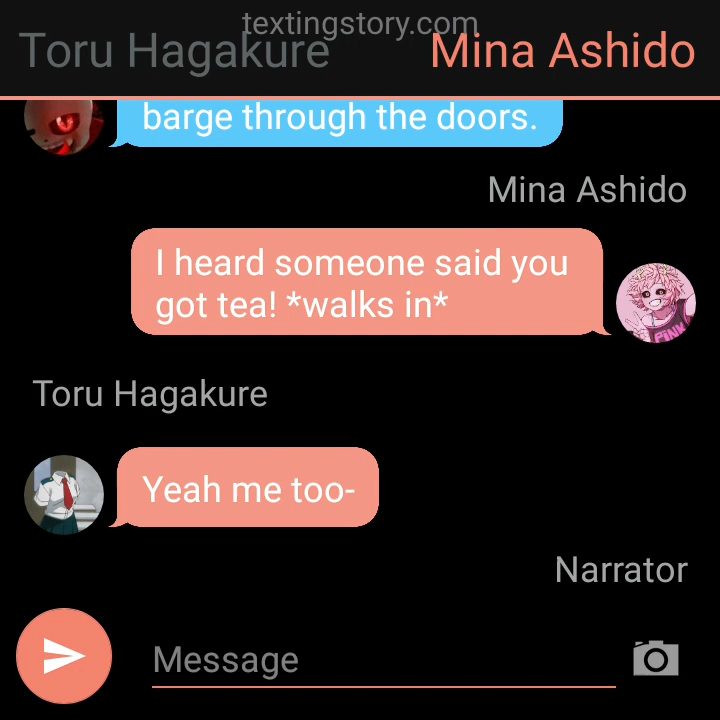 textingstory.com
Toru Hagakure
Mina Ashido
barge through the doors.
Mina Ashido
I heard someone said you
got tea! *walks in*
PINK
Toru Hagakure
Yeah me too-
Narrator
Message